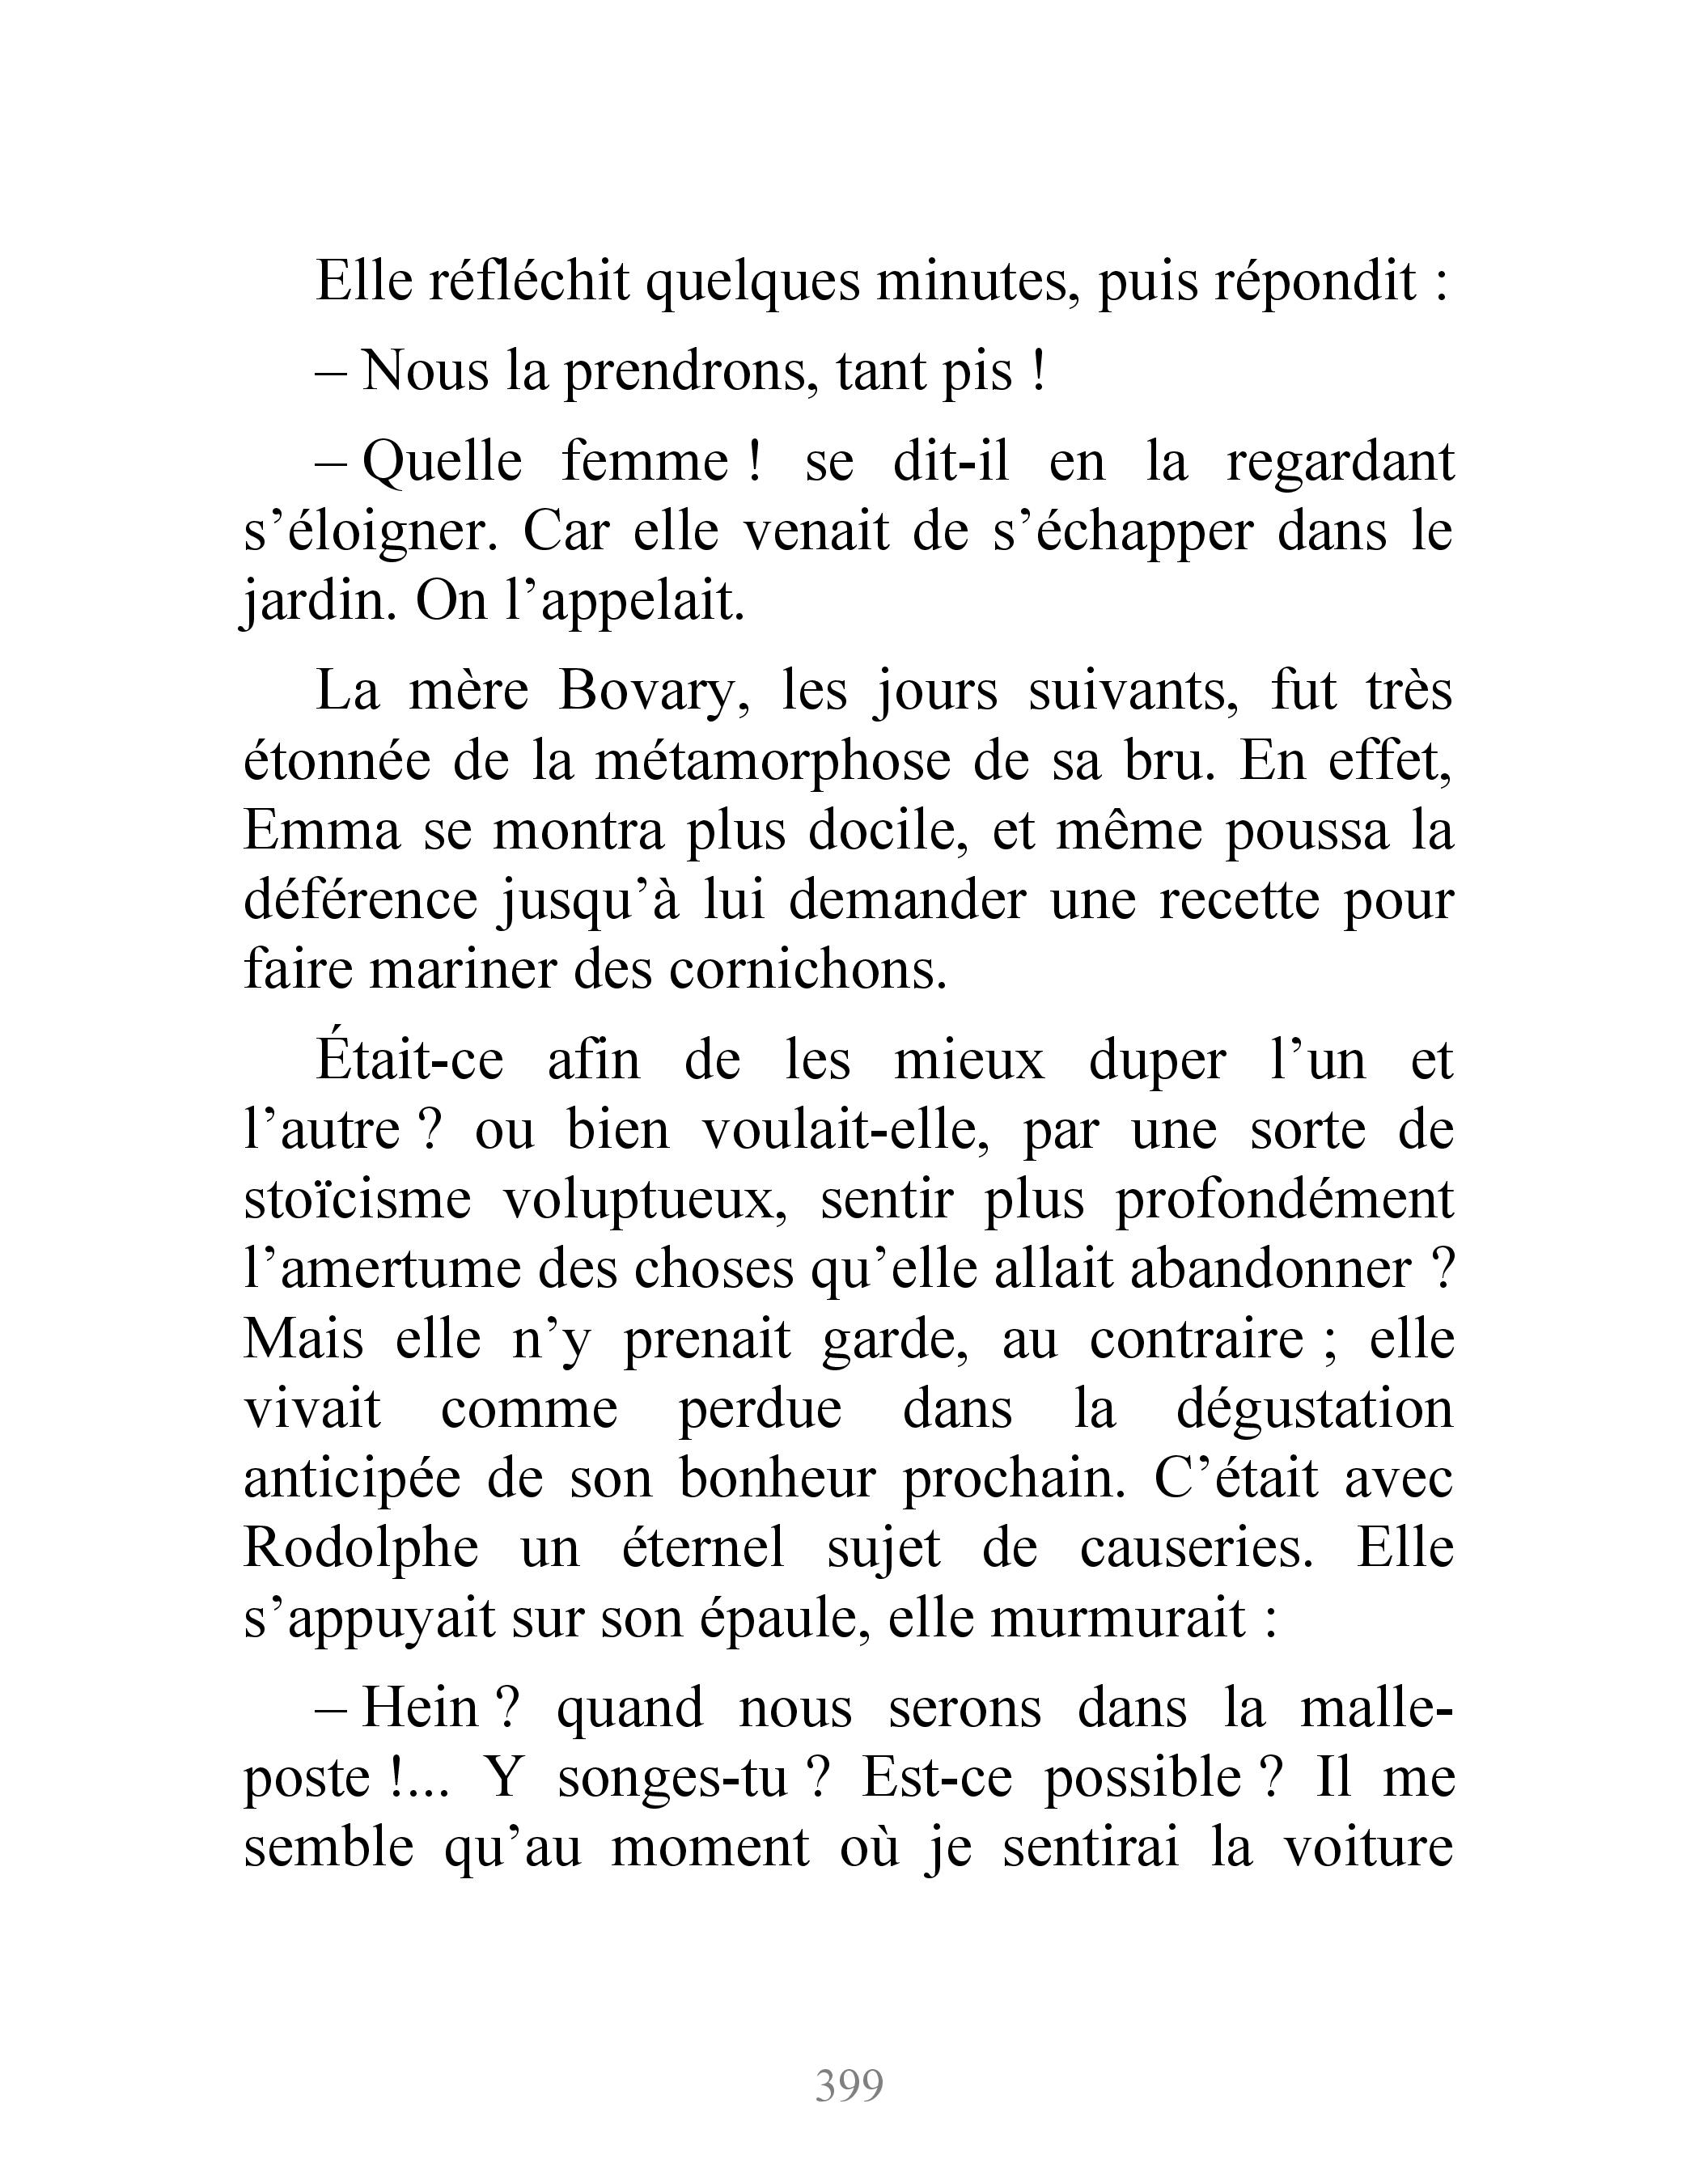 Elle réfléchit quelques minutes, puis répondit :
– Nous la prendrons, tant pis !
– Quelle femme ! se dit-il en la regardant
s’éloigner. Car elle venait de s’échapper dans le
jardin. On l’appelait.
La mère Bovary, les jours suivants, fut très
étonnée de la métamorphose de sa bru. En effet,
Emma se montra plus docile, et même poussa la
déférence jusqu’à lui demander une recette pour
faire mariner des cornichons.
Était-ce afin de les mieux duper l’un et
l’autre ? ou bien voulait-elle, par une sorte de
stoïcisme voluptueux, sentir plus profondément
l’amertume des choses qu’elle allait abandonner ?
Mais elle n’y prenait garde, au contraire ; elle
vivait comme perdue dans la dégustation
anticipée de son bonheur prochain. C’était avec
Rodolphe un éternel sujet de causeries. Elle
s’appuyait sur son épaule, elle murmurait :
– Hein ? quand nous serons dans la malle-
poste !... Y songes-tu ? Est-ce possible ? Il me
semble qu’au moment où je sentirai la voiture
399